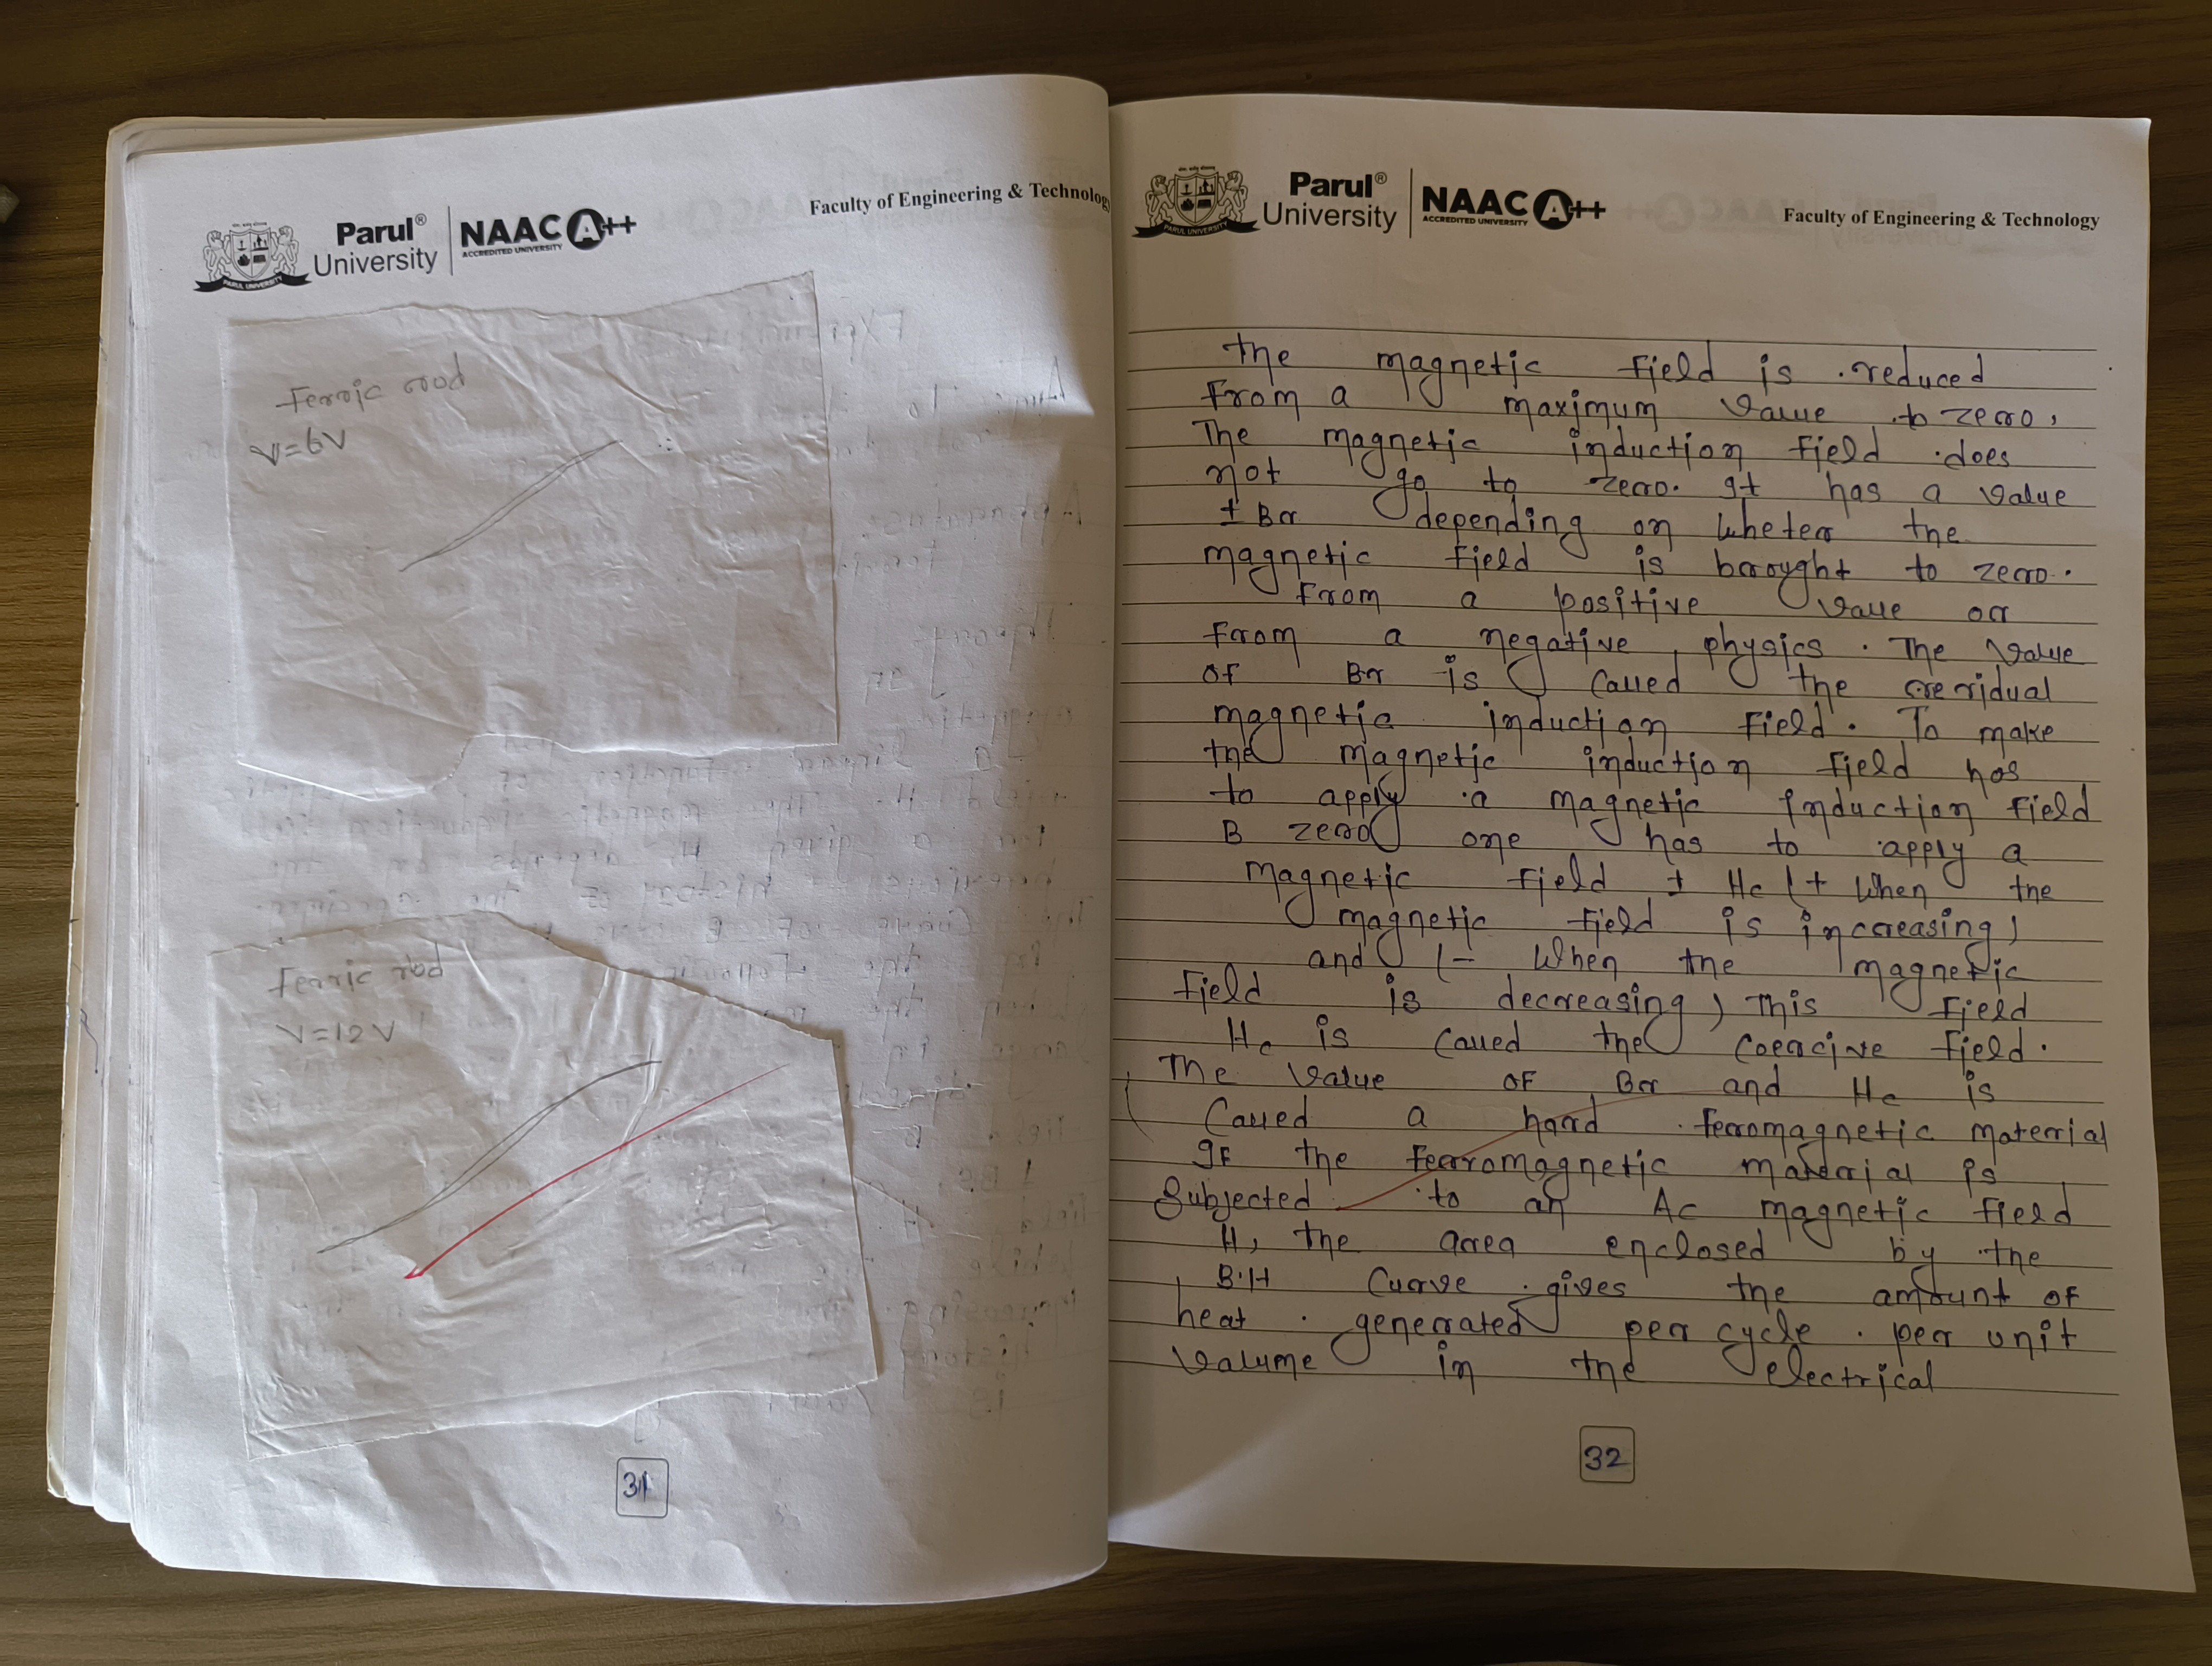 Parul®
University
NAAC A++
ACCREDITED UNIVERSITY
PARUL UNIVERSITY
Faculty of Engineering & Technology
Ferric rod
V=6V
Ferric rod
V=12V
31
Parul®
University
NAAC A++
ACCREDITED UNIVERSITY
PARUL UNIVERSITY
Faculty of Engineering & Technology
the magnetic field is reduced
From a maximum value to zero,
The magnetic induction field does
not go to zero. It has a value
± Br depending on wheter the
magnetic field is brought to zero.
From a positive value or
from a negative physics. The value
of Br is called the residual
magnetic induction field. To make
the magnetic induction field has
to apply a magnetic induction field
B zero one has to apply a
magnetic field ± Hc (+ when the
magnetic field is increasing)
and (- when the magnetic
field is decreasing) This field
Hc is called the coercive field.
The value of Br and Hc is
called a hard ferromagnetic material
If the ferromagnetic material is
Subjected to an Ac magnetic field
H, the area enclosed by the
B.H Curve gives the amount of
heat generated per cycle per unit
valume in the electrical
32